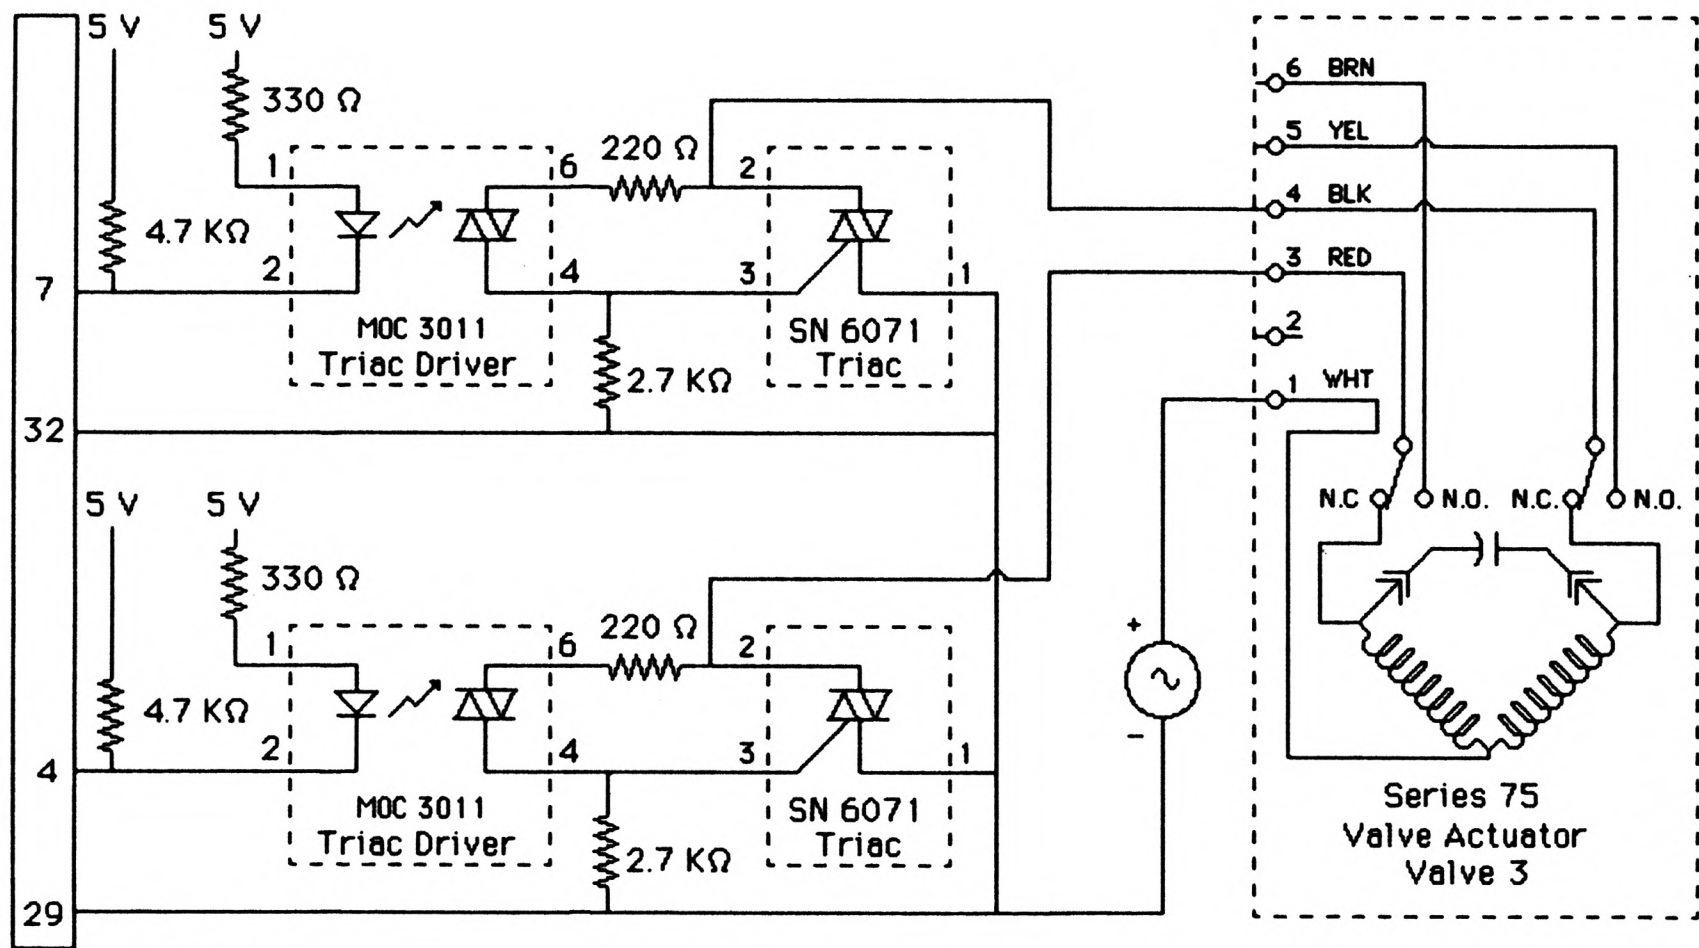 5 V
5 V
330 Ω
4.7 KΩ
1
2
6
4
220 Ω
2
3
1
7
MOC 3011
Triac Driver
SN 6071
Triac
2.7 KΩ
32
5 V
5 V
330 Ω
4.7 KΩ
1
2
6
4
220 Ω
2
3
1
4
MOC 3011
Triac Driver
SN 6071
Triac
2.7 KΩ
29
+
-
6 BRN
5 YEL
4 BLK
3 RED
2
1 WHT
N.C
N.O.
N.C.
N.O.
Series 75
Valve Actuator
Valve 3